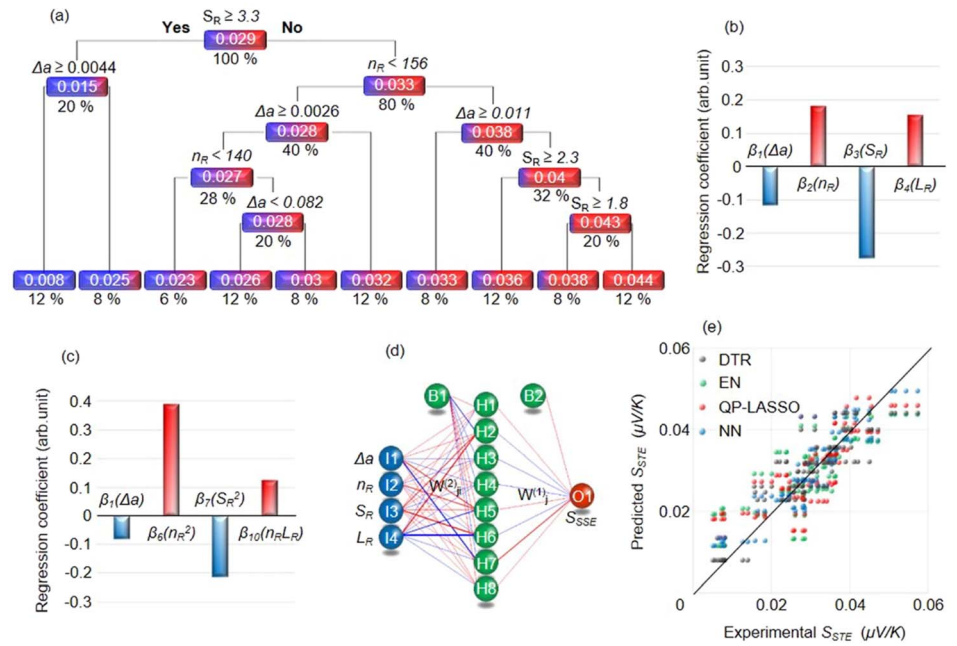 (a)
S_R ≥ 3.3
Yes No
0.029
100 %
Δa ≥ 0.0044
0.015
20 %
n_R < 156
0.033
80 %
Δa ≥ 0.0026
0.028
40 %
Δa ≥ 0.011
0.038
40 %
n_R < 140
0.027
28 %
S_R ≥ 2.3
0.04
32 %
Δa < 0.082
0.028
20 %
S_R ≥ 1.8
0.043
20 %
0.008 0.025 0.023 0.026 0.03 0.032 0.033 0.036 0.038 0.044
12 % 8 % 6 % 12 % 8 % 12 % 8 % 12 % 8 % 12 %
(b)
Regression coefficient (arb.unit)
0.3
0.2
0.1
0
-0.1
-0.2
-0.3
β₁(Δa) β₃(S_R)
β₂(n_R) β₄(L_R)
(c)
Regression coefficient (arb.unit)
0.4
0.3
0.2
0.1
0
-0.1
-0.2
-0.3
β₁(Δa) β₇(S_R²)
β₆(n_R²) β₁₀(n_RL_R)
(d)
B1 B2
H1
H2
H3
H4
H5
H6
H7
H8
Δa I1
n_R I2
S_R I3
L_R I4
W⁽²⁾_ji W⁽¹⁾_j
O1
S_SSE
(e)
DTR
EN
QP-LASSO
NN
Predicted S_STE (μV/K)
0.06
0.04
0.02
0 0.02 0.04 0.06
Experimental S_STE (μV/K)